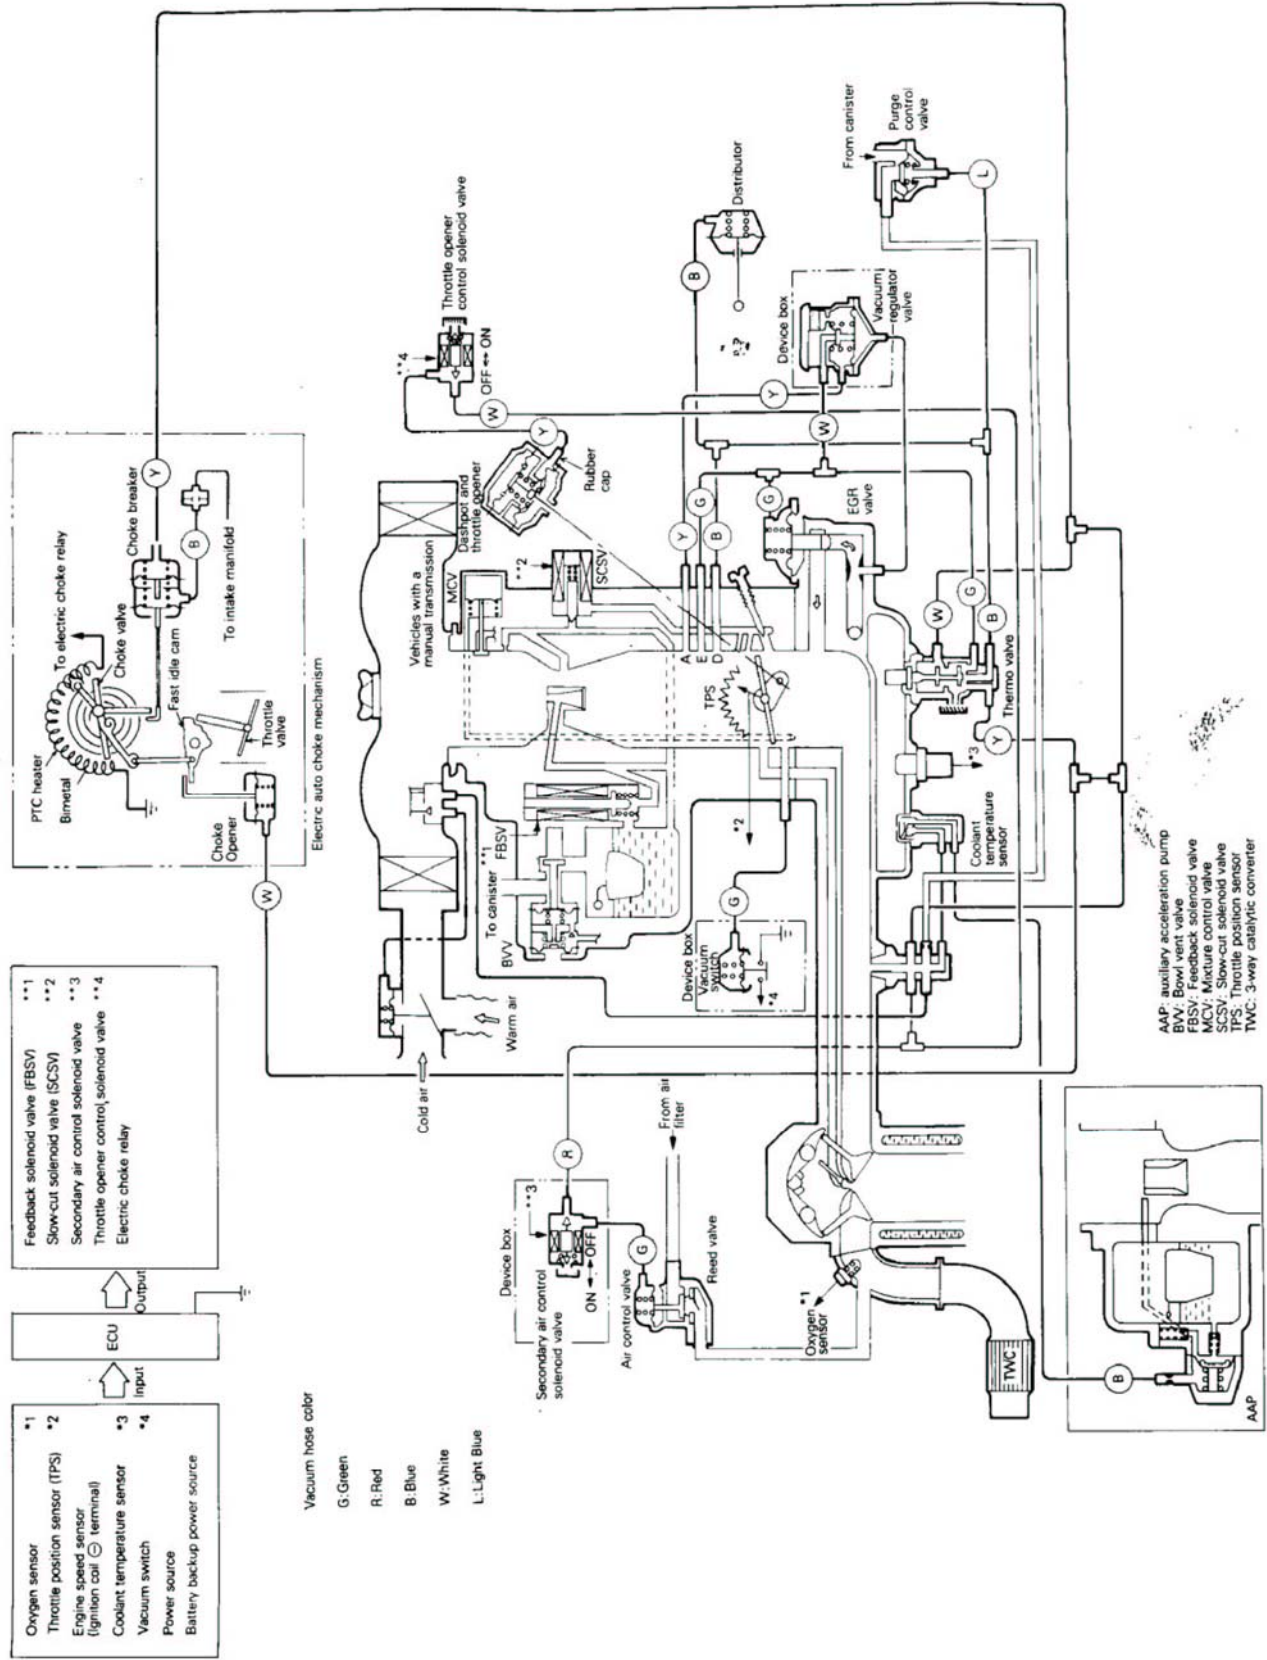 Oxygen sensor *1
Throttle position sensor (TPS) *2
Engine speed sensor
(Ignition coil ⊖ terminal)
Coolant temperature sensor *3
Vacuum switch *4
Power source
Battery backup power source
Input
ECU
Output
Feedback solenoid valve (FBSV) **1
Slow-cut solenoid valve (SCSV) **2
Secondary air control solenoid valve **3
Throttle opener control solenoid valve **4
Electric choke relay
PTC heater
Bimetal
To electric choke relay
Choke valve
Choke breaker
Fast idle cam
Y
B
To intake manifold
Throttle
valve
Choke
Opener
W
Electric auto choke mechanism
Vacuum hose color
G:Green
R:Red
B:Blue
W:White
L:Light Blue
Cold air
Warm air
Vehicles with a
manual transmission
MCV
Dashpot and
throttle opener
**4
Throttle opener
control solenoid valve
OFF ↔ ON
W
Y
Rubber
cap
**2
SCSV
To canister
**1
FBSV
BVV
Device box
Secondary air control
solenoid valve
**3
ON ↔ OFF
R
G
Air control valve
From air
filter
Reed valve
Device box
Vacuum
switch
*4
G
*2
TPS
A
E
D
Y
G
B
G
EGR
valve
B
Distributor
Device box
Vacuum
regulator
valve
Y
W
From canister
Purge
control
valve
L
W
G
B
Thermo valve
Y
*3
Coolant
temperature
sensor
Oxygen
sensor
*1
TWC
B
AAP
AAP: auxiliary acceleration pump
BVV: Bowl vent valve
FBSV: Feedback solenoid valve
MCV: Mixture control valve
SCSV: Slow-cut solenoid valve
TPS: Throttle position sensor
TWC: 3-way catalytic converter